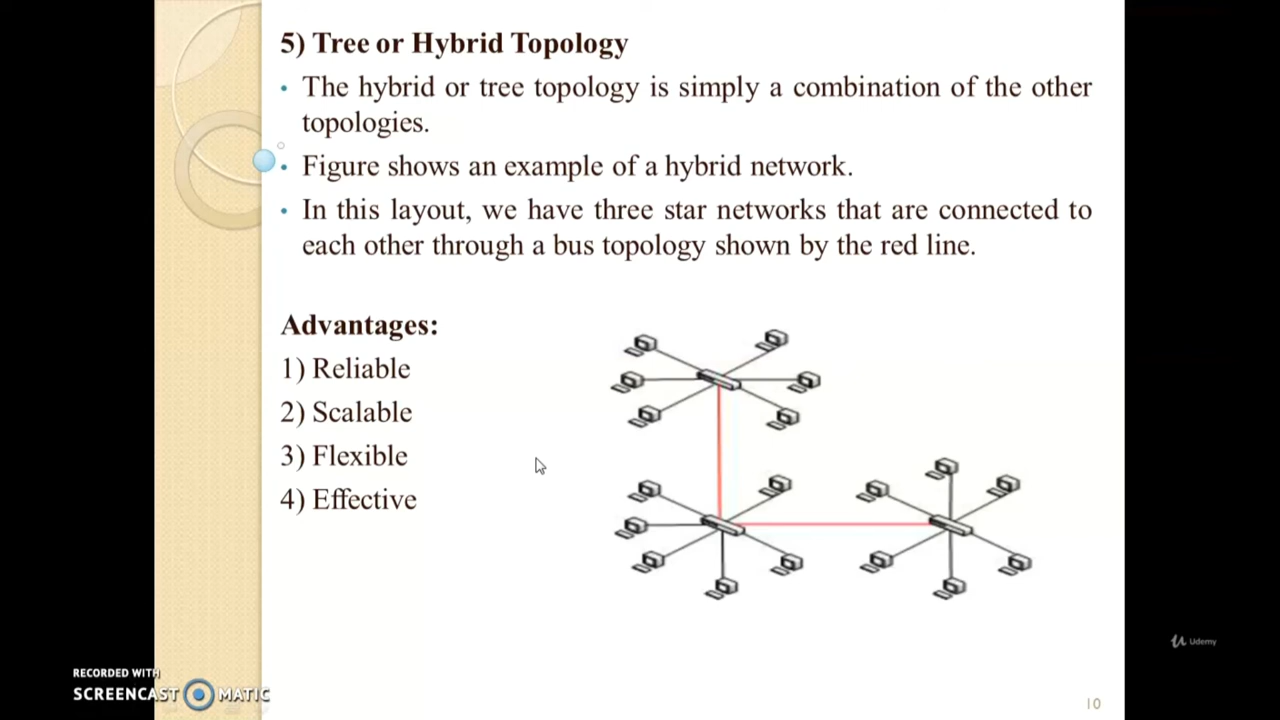 5) Tree or Hybrid Topology
• The hybrid or tree topology is simply a combination of the other
topologies.
• Figure shows an example of a hybrid network.
• In this layout, we have three star networks that are connected to
each other through a bus topology shown by the red line.
Advantages:
1) Reliable
2) Scalable
3) Flexible
4) Effective
Udemy
RECORDED WITH
SCREENCAST MATIC
10